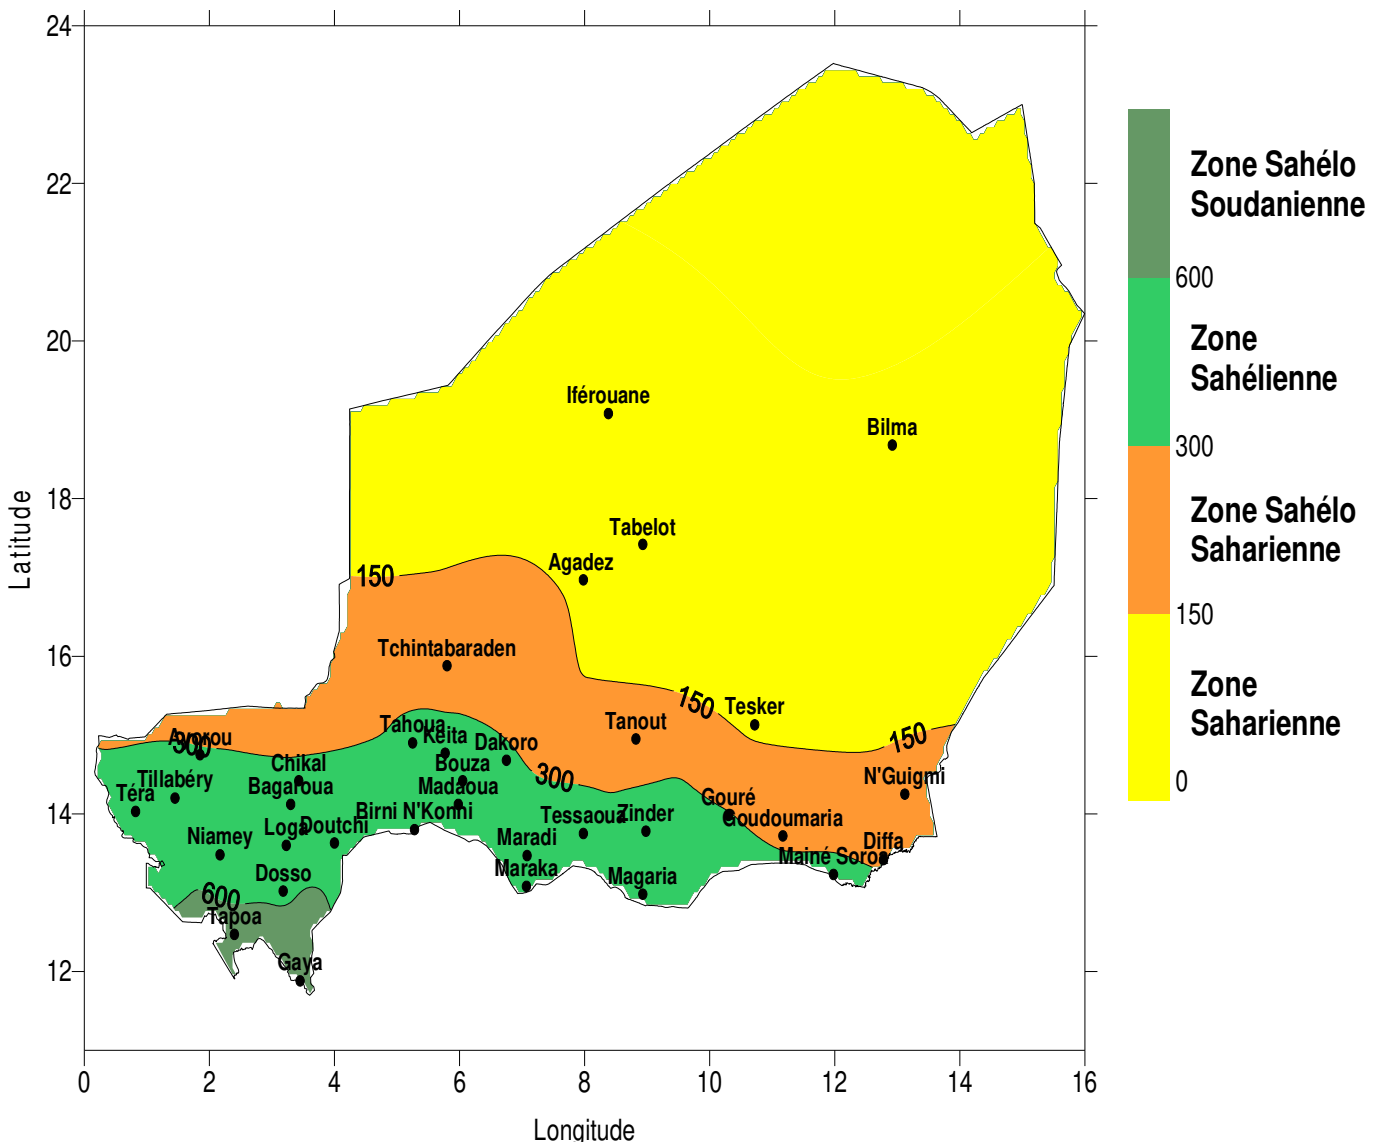 24
22
20
18
16
14
12
Latitude
0
2
4
6
8
10
12
14
16
Longitude
Iférouane
Bilma
Tabelot
Agadez
150
Tchintabaraden
150
Tesker
Tanout
150
Tahoua
Ayorou
300
Keita
Dakoro
Chikal
Bouza
300
N'Guigmi
Tillabéry
Bagaroua
Madaoua
Téra
Gouré
Birni N'Konni
Tessaoua
Zinder
Goudoumaria
Loga
Doutchi
Niamey
Maradi
Diffa
Mainé Soroa
Maraka
Dosso
Magaria
600
Tapoa
Gaya
Zone Sahélo
Soudanienne
600
Zone
Sahélienne
300
Zone Sahélo
Saharienne
150
Zone
Saharienne
0